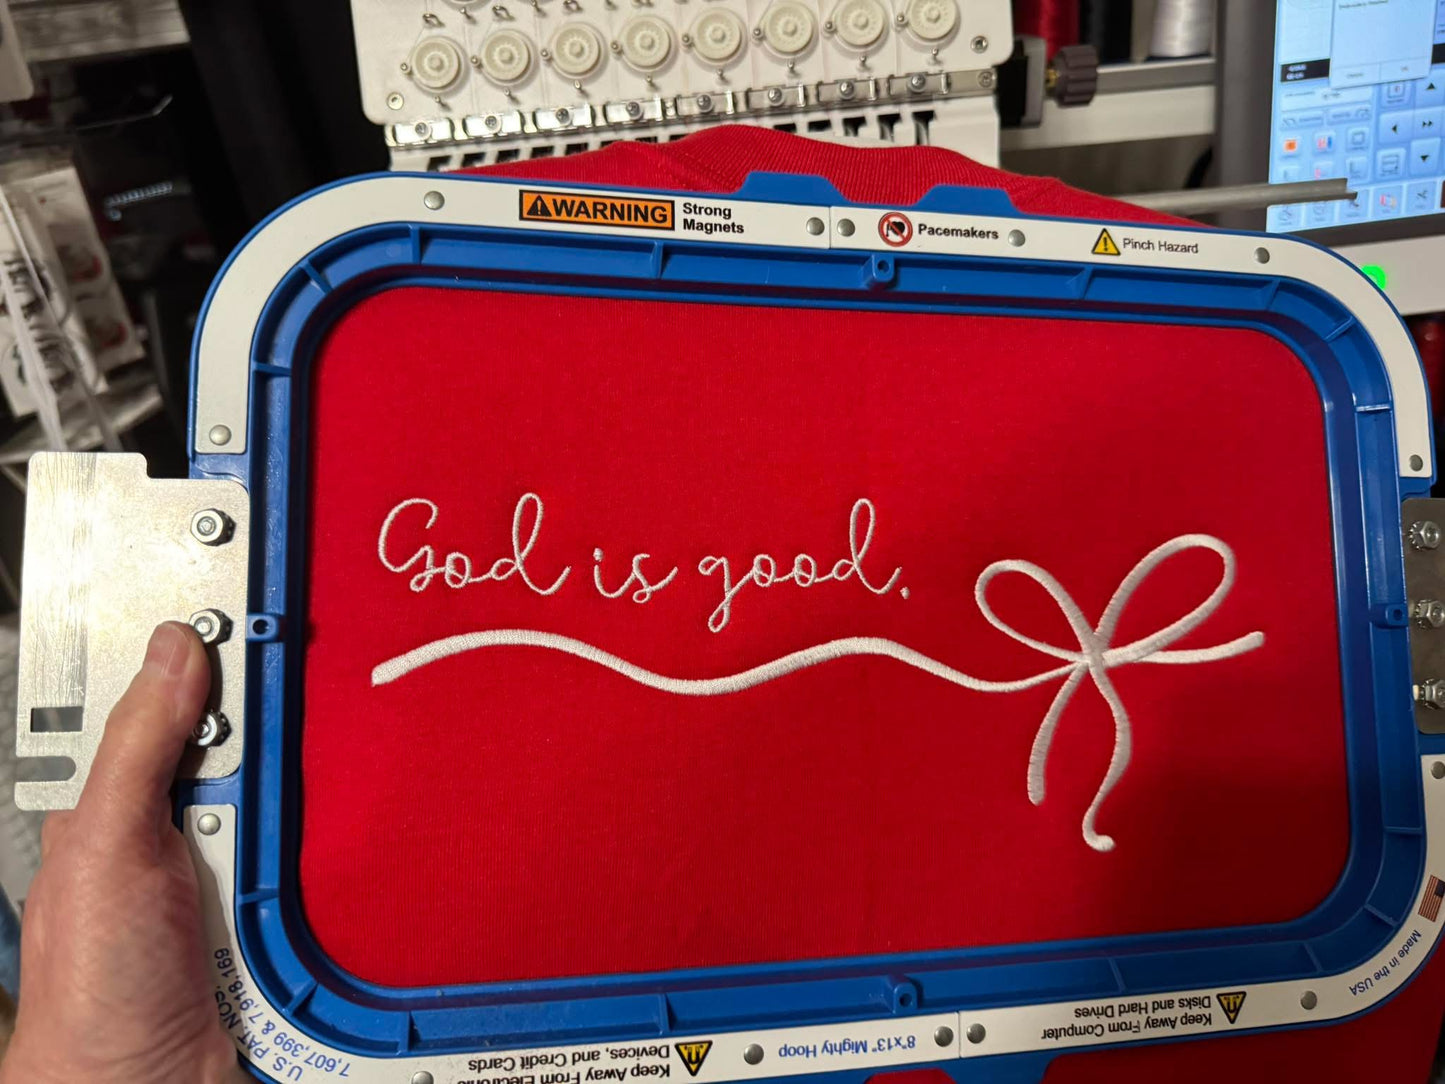 WARNING Strong
Magnets
Pacemakers
Pinch Hazard
God is good.
Made in the USA
Keep Away From Computer
Disks and Hard Drives
8"x13" Mighty Hoop
Keep Away From Electronic
Devices, and Credit Cards
U.S. PAT. NOS.
7,607,399 & 7,918,169